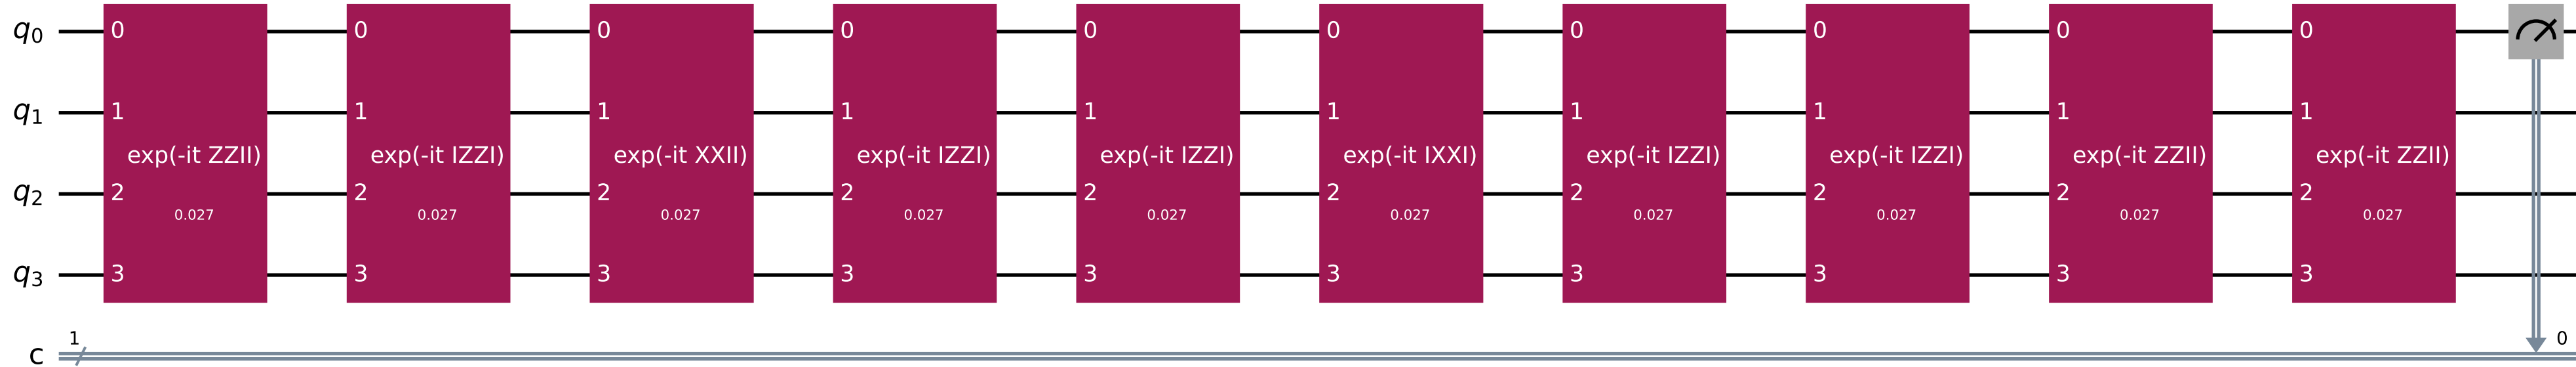 q0 0 0 0 0 0 0 0 0 0 0
q1 1 1 1 1 1 1 1 1 1 1
exp(-it ZZII) exp(-it IZZI) exp(-it XXII) exp(-it IZZI) exp(-it IZZI) exp(-it IXXI) exp(-it IZZI) exp(-it IZZI) exp(-it ZZII) exp(-it ZZII)
q2 2 2 2 2 2 2 2 2 2 2
0.027 0.027 0.027 0.027 0.027 0.027 0.027 0.027 0.027 0.027
q3 3 3 3 3 3 3 3 3 3 3
1 0
c